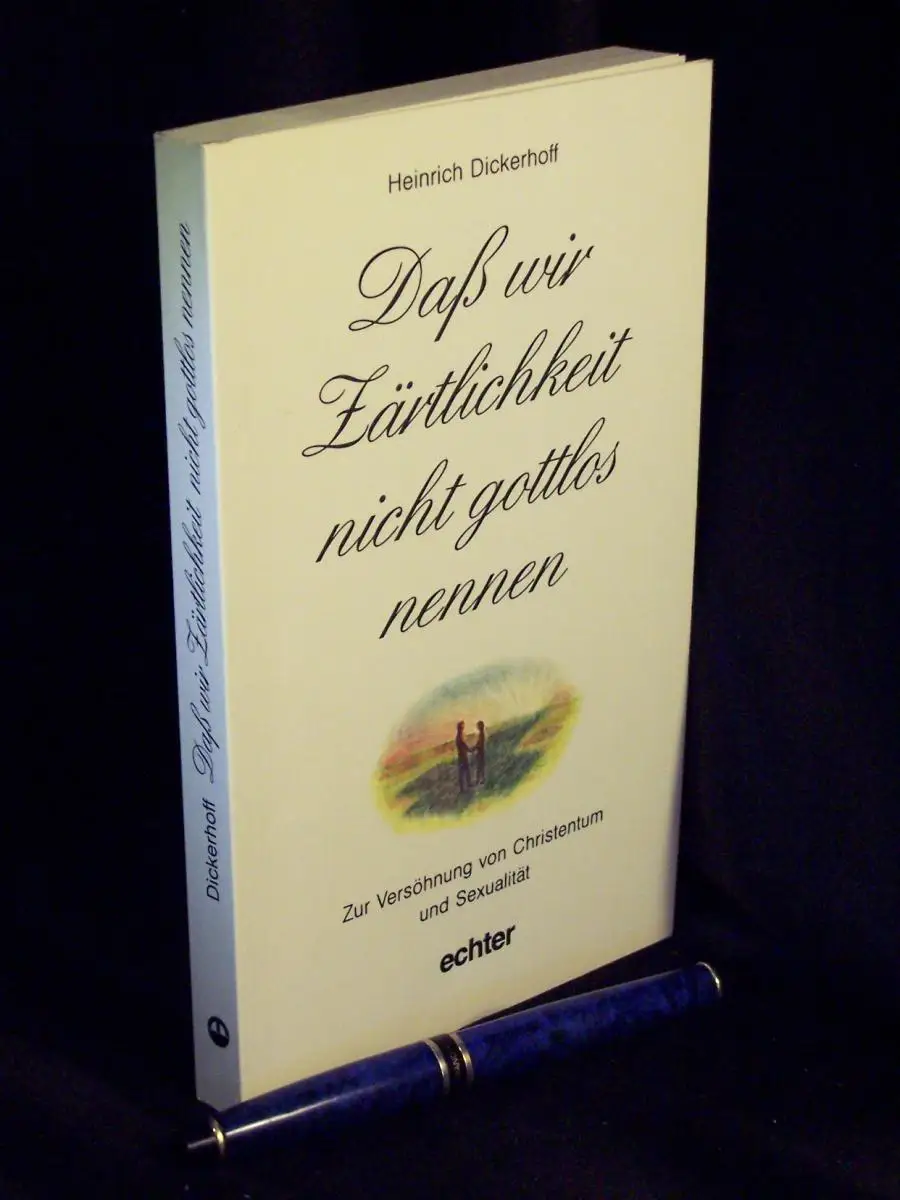 Heinrich Dickerhoff
Daß wir
Zärtlichkeit
nicht gottlos
nennen
Zur Versöhnung von Christentum
und Sexualität
echter
Dickerhoff Daß wir Zärtlichkeit nicht gottlos nennen